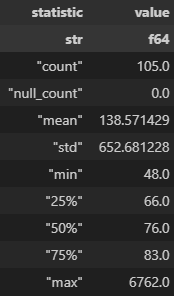 statistic value
str f64
"count" 105.0
"null_count" 0.0
"mean" 138.571429
"std" 652.681228
"min" 48.0
"25%" 66.0
"50%" 76.0
"75%" 83.0
"max" 6762.0